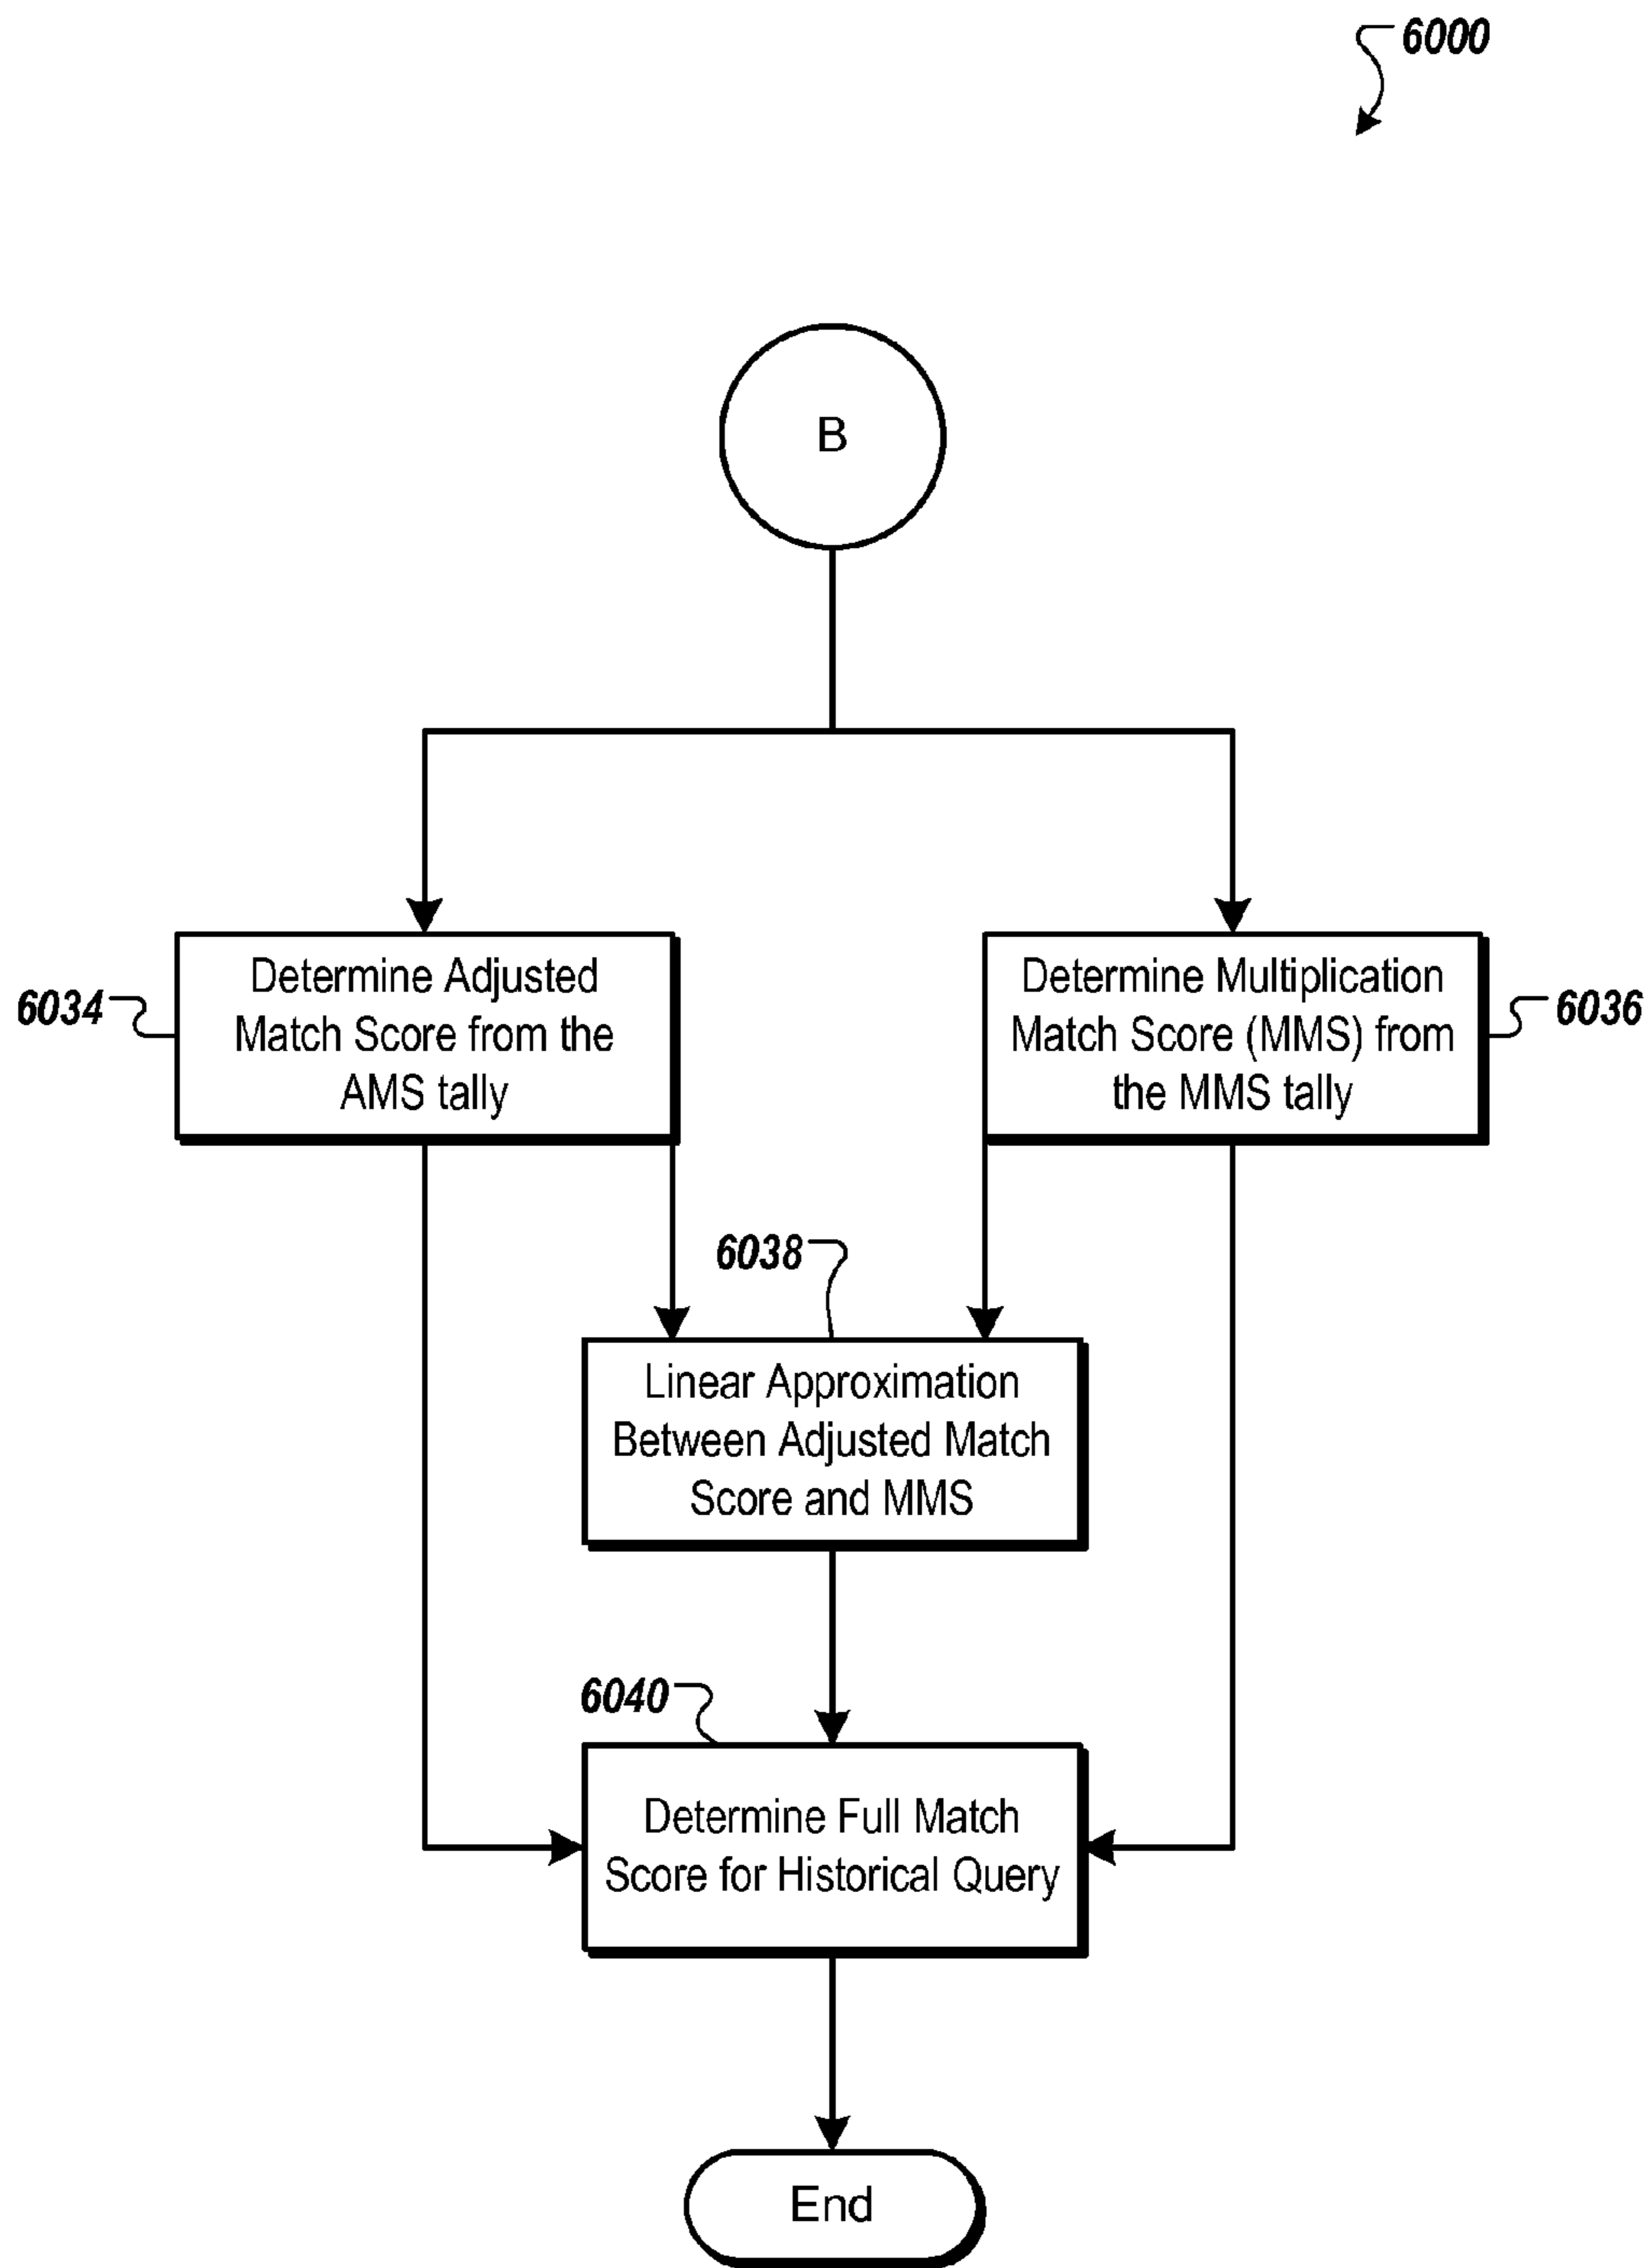 6000
B
Determine Adjusted
Match Score from the
AMS tally
6034
Determine Multiplication
Match Score (MMS) from
the MMS tally
6036
6038
Linear Approximation
Between Adjusted Match
Score and MMS
6040
Determine Full Match
Score for Historical Query
End